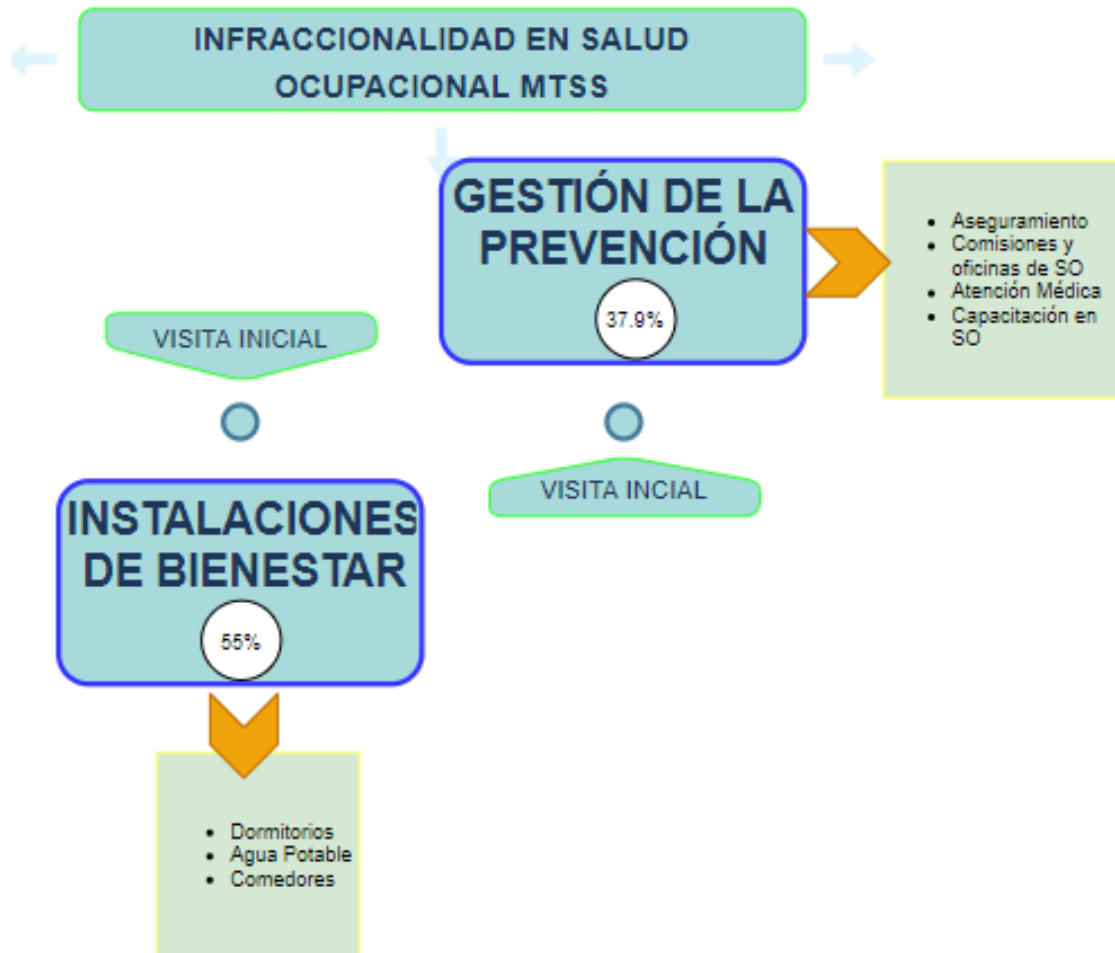 INFRACCIONALIDAD EN SALUD
OCUPACIONAL MTSS
GESTIÓN DE LA
PREVENCIÓN
37.9%
• Aseguramiento
• Comisiones y
oficinas de SO
• Atención Médica
• Capacitación en
SO
VISITA INICIAL
VISITA INCIAL
INSTALACIONES
DE BIENESTAR
55%
• Dormitorios
• Agua Potable
• Comedores